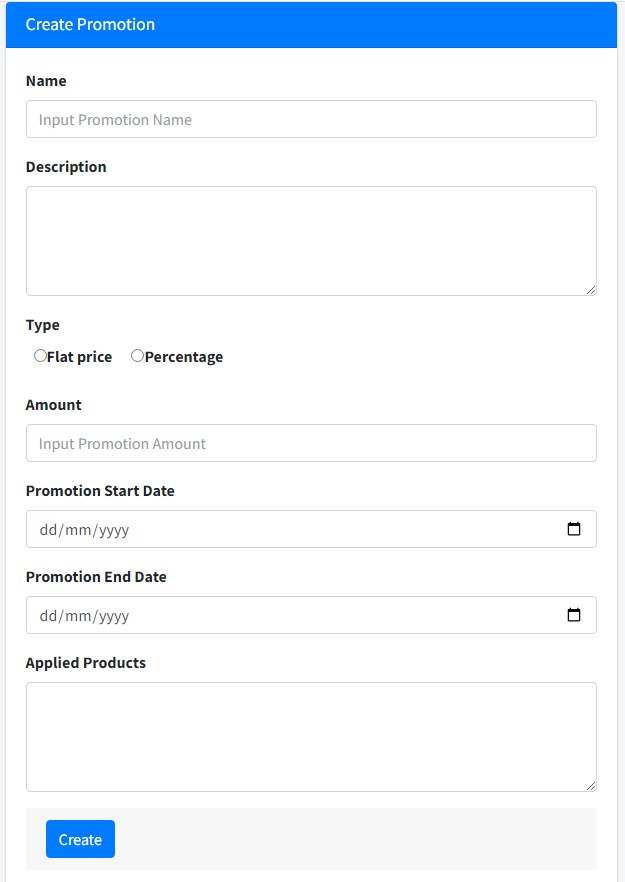 Create Promotion
Name
Input Promotion Name
Description
Type
Flat price Percentage
Amount
Input Promotion Amount
Promotion Start Date
dd/mm/yyyy
Promotion End Date
dd/mm/yyyy
Applied Products
Create